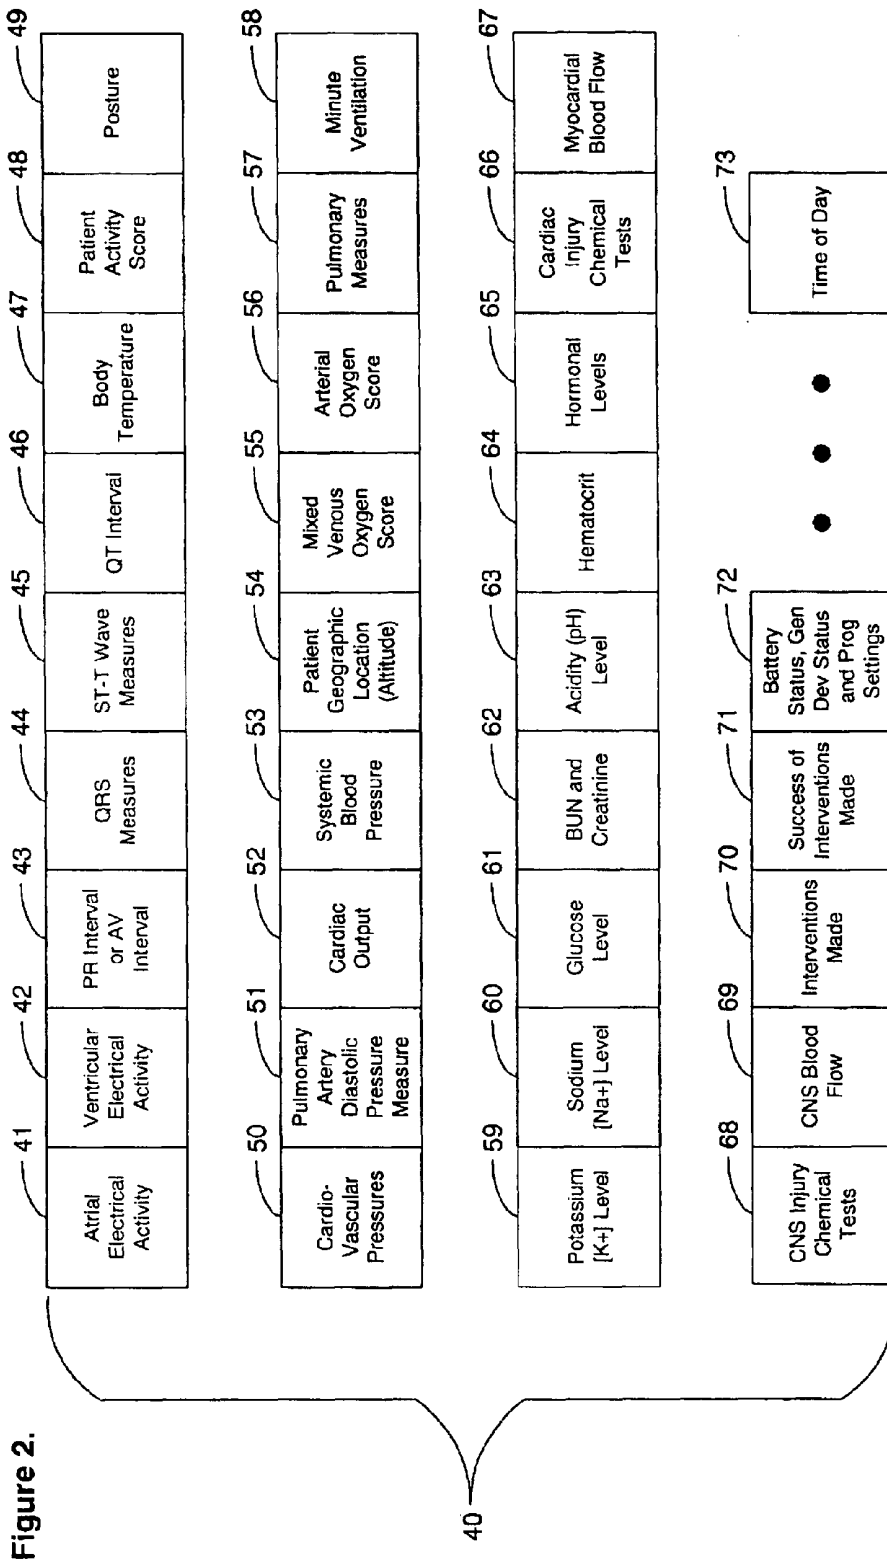 Figure 2.
40
41
Atrial
Electrical
Activity
42
Ventricular
Electrical
Activity
43
PR Interval
or AV
Interval
44
QRS
Measures
45
ST-T Wave
Measures
46
QT Interval
47
Body
Temperature
48
Patient
Activity
Score
49
Posture
50
Cardio-
Vascular
Pressures
51
Pulmonary
Artery
Diastolic
Pressure
Measure
52
Cardiac
Output
53
Systemic
Blood
Pressure
54
Patient
Geographic
Location
(Altitude)
55
Mixed
Venous
Oxygen
Score
56
Arterial
Oxygen
Score
57
Pulmonary
Measures
58
Minute
Ventilation
59
Potassium
[K+] Level
60
Sodium
[Na+] Level
61
Glucose
Level
62
BUN and
Creatinine
63
Acidity (pH)
Level
64
Hematocrit
65
Hormonal
Levels
66
Cardiac
Injury
Chemical
Tests
67
Myocardial
Blood Flow
68
CNS Injury
Chemical
Tests
69
CNS Blood
Flow
70
Interventions
Made
71
Success of
Interventions
Made
72
Battery
Status, Gen
Dev Status
and Prog
Settings
73
Time of Day